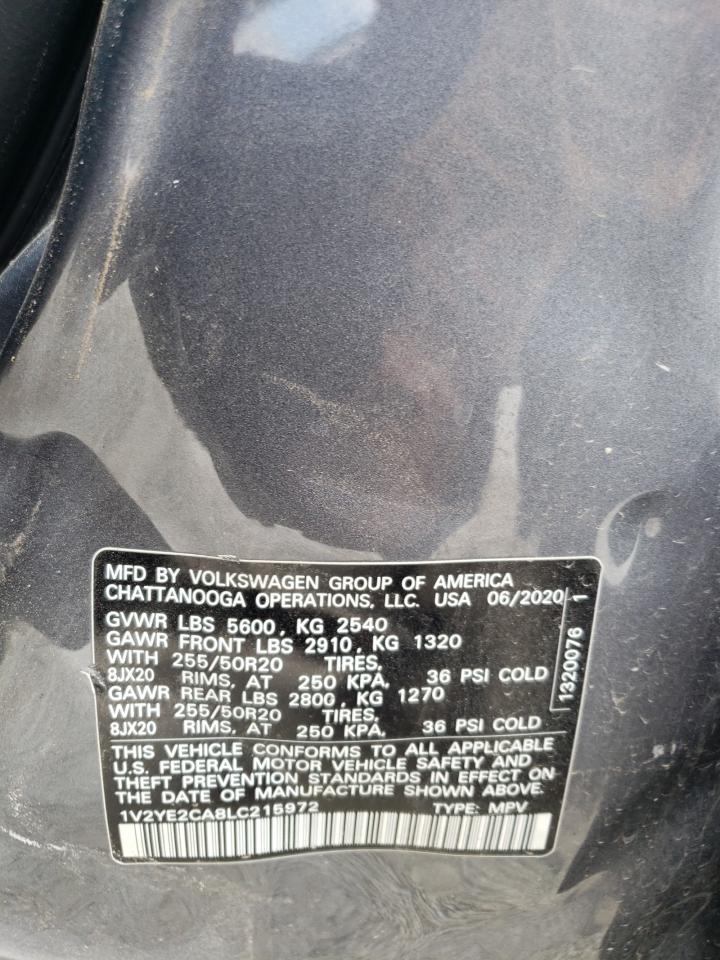 MFD BY VOLKSWAGEN GROUP OF AMERICA
CHATTANOOGA OPERATIONS, LLC. USA 06/2020
GVWR LBS 5600, KG 2540
GAWR FRONT LBS 2910, KG 1320
WITH 255/50R20 TIRES,
8JX20 RIMS, AT 250 KPA, 36 PSI COLD
GAWR REAR LBS 2800, KG 1270
WITH 255/50R20 TIRES,
8JX20 RIMS, AT 250 KPA, 36 PSI COLD
1320076 1
THIS VEHICLE CONFORMS TO ALL APPLICABLE
U.S. FEDERAL MOTOR VEHICLE SAFETY AND
THEFT PREVENTION STANDARDS IN EFFECT ON
THE DATE OF MANUFACTURE SHOWN ABOVE.
1V2YE2CA8LC215972 TYPE: MPV